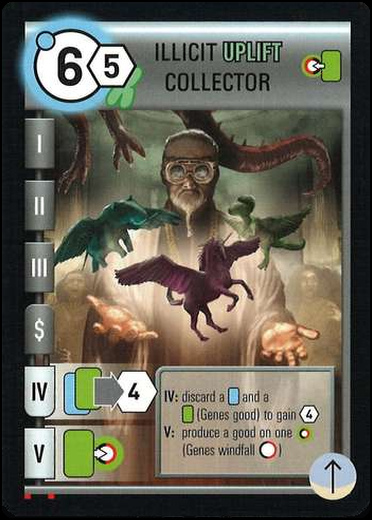 6 5 ILLICIT UPLIFT
COLLECTOR
I
II
III
$
IV 4
V
IV: discard a and a
(Genes good) to gain 4
V: produce a good on one
(Genes windfall )